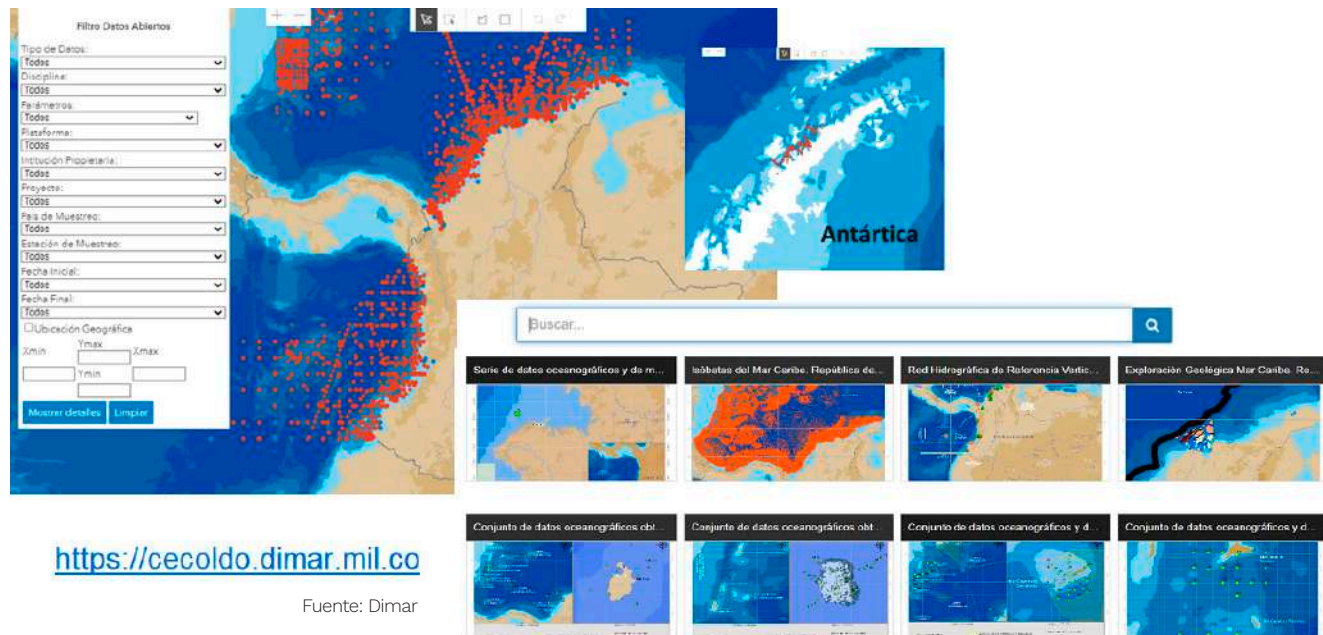 Filtro Datos Abiertos
Tipo de Datos:
Todos
Disciplina:
Todos
Parámetros:
Todos
Plataforma:
Todos
Institución Propietaria:
Todos
Proyecto:
Todos
País de Muestreo:
Todos
Estación de Muestreo:
Todos
Fecha Inicial:
Todos
Fecha Final:
Todos
Ubicación Geográfica
Ymax
Xmin
Xmax
Ymin
Mostrar detalles Limpiar
Antártica
Buscar...
Serie de datos oceanográficos y de m...
Isóbatas del Mar Caribe. República de...
Red Hidrográfica de Referencia Vertic...
Exploración Geológica Mar Caribe. Re...
Conjunto de datos oceanográficos obt...
Conjunto de datos oceanográficos obt...
Conjunto de datos oceanográficos y d...
Conjunto de datos oceanográficos y d...
https://cecoldo.dimar.mil.co
Fuente: Dimar